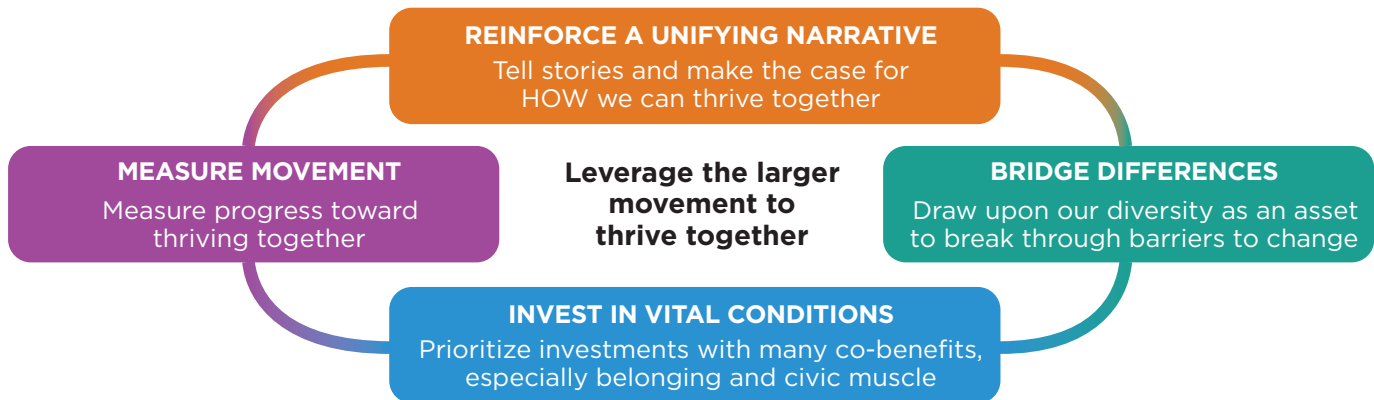 REINFORCE A UNIFYING NARRATIVE
Tell stories and make the case for
HOW we can thrive together
MEASURE MOVEMENT
Measure progress toward
thriving together
Leverage the larger
movement to
thrive together
BRIDGE DIFFERENCES
Draw upon our diversity as an asset
to break through barriers to change
INVEST IN VITAL CONDITIONS
Prioritize investments with many co-benefits,
especially belonging and civic muscle